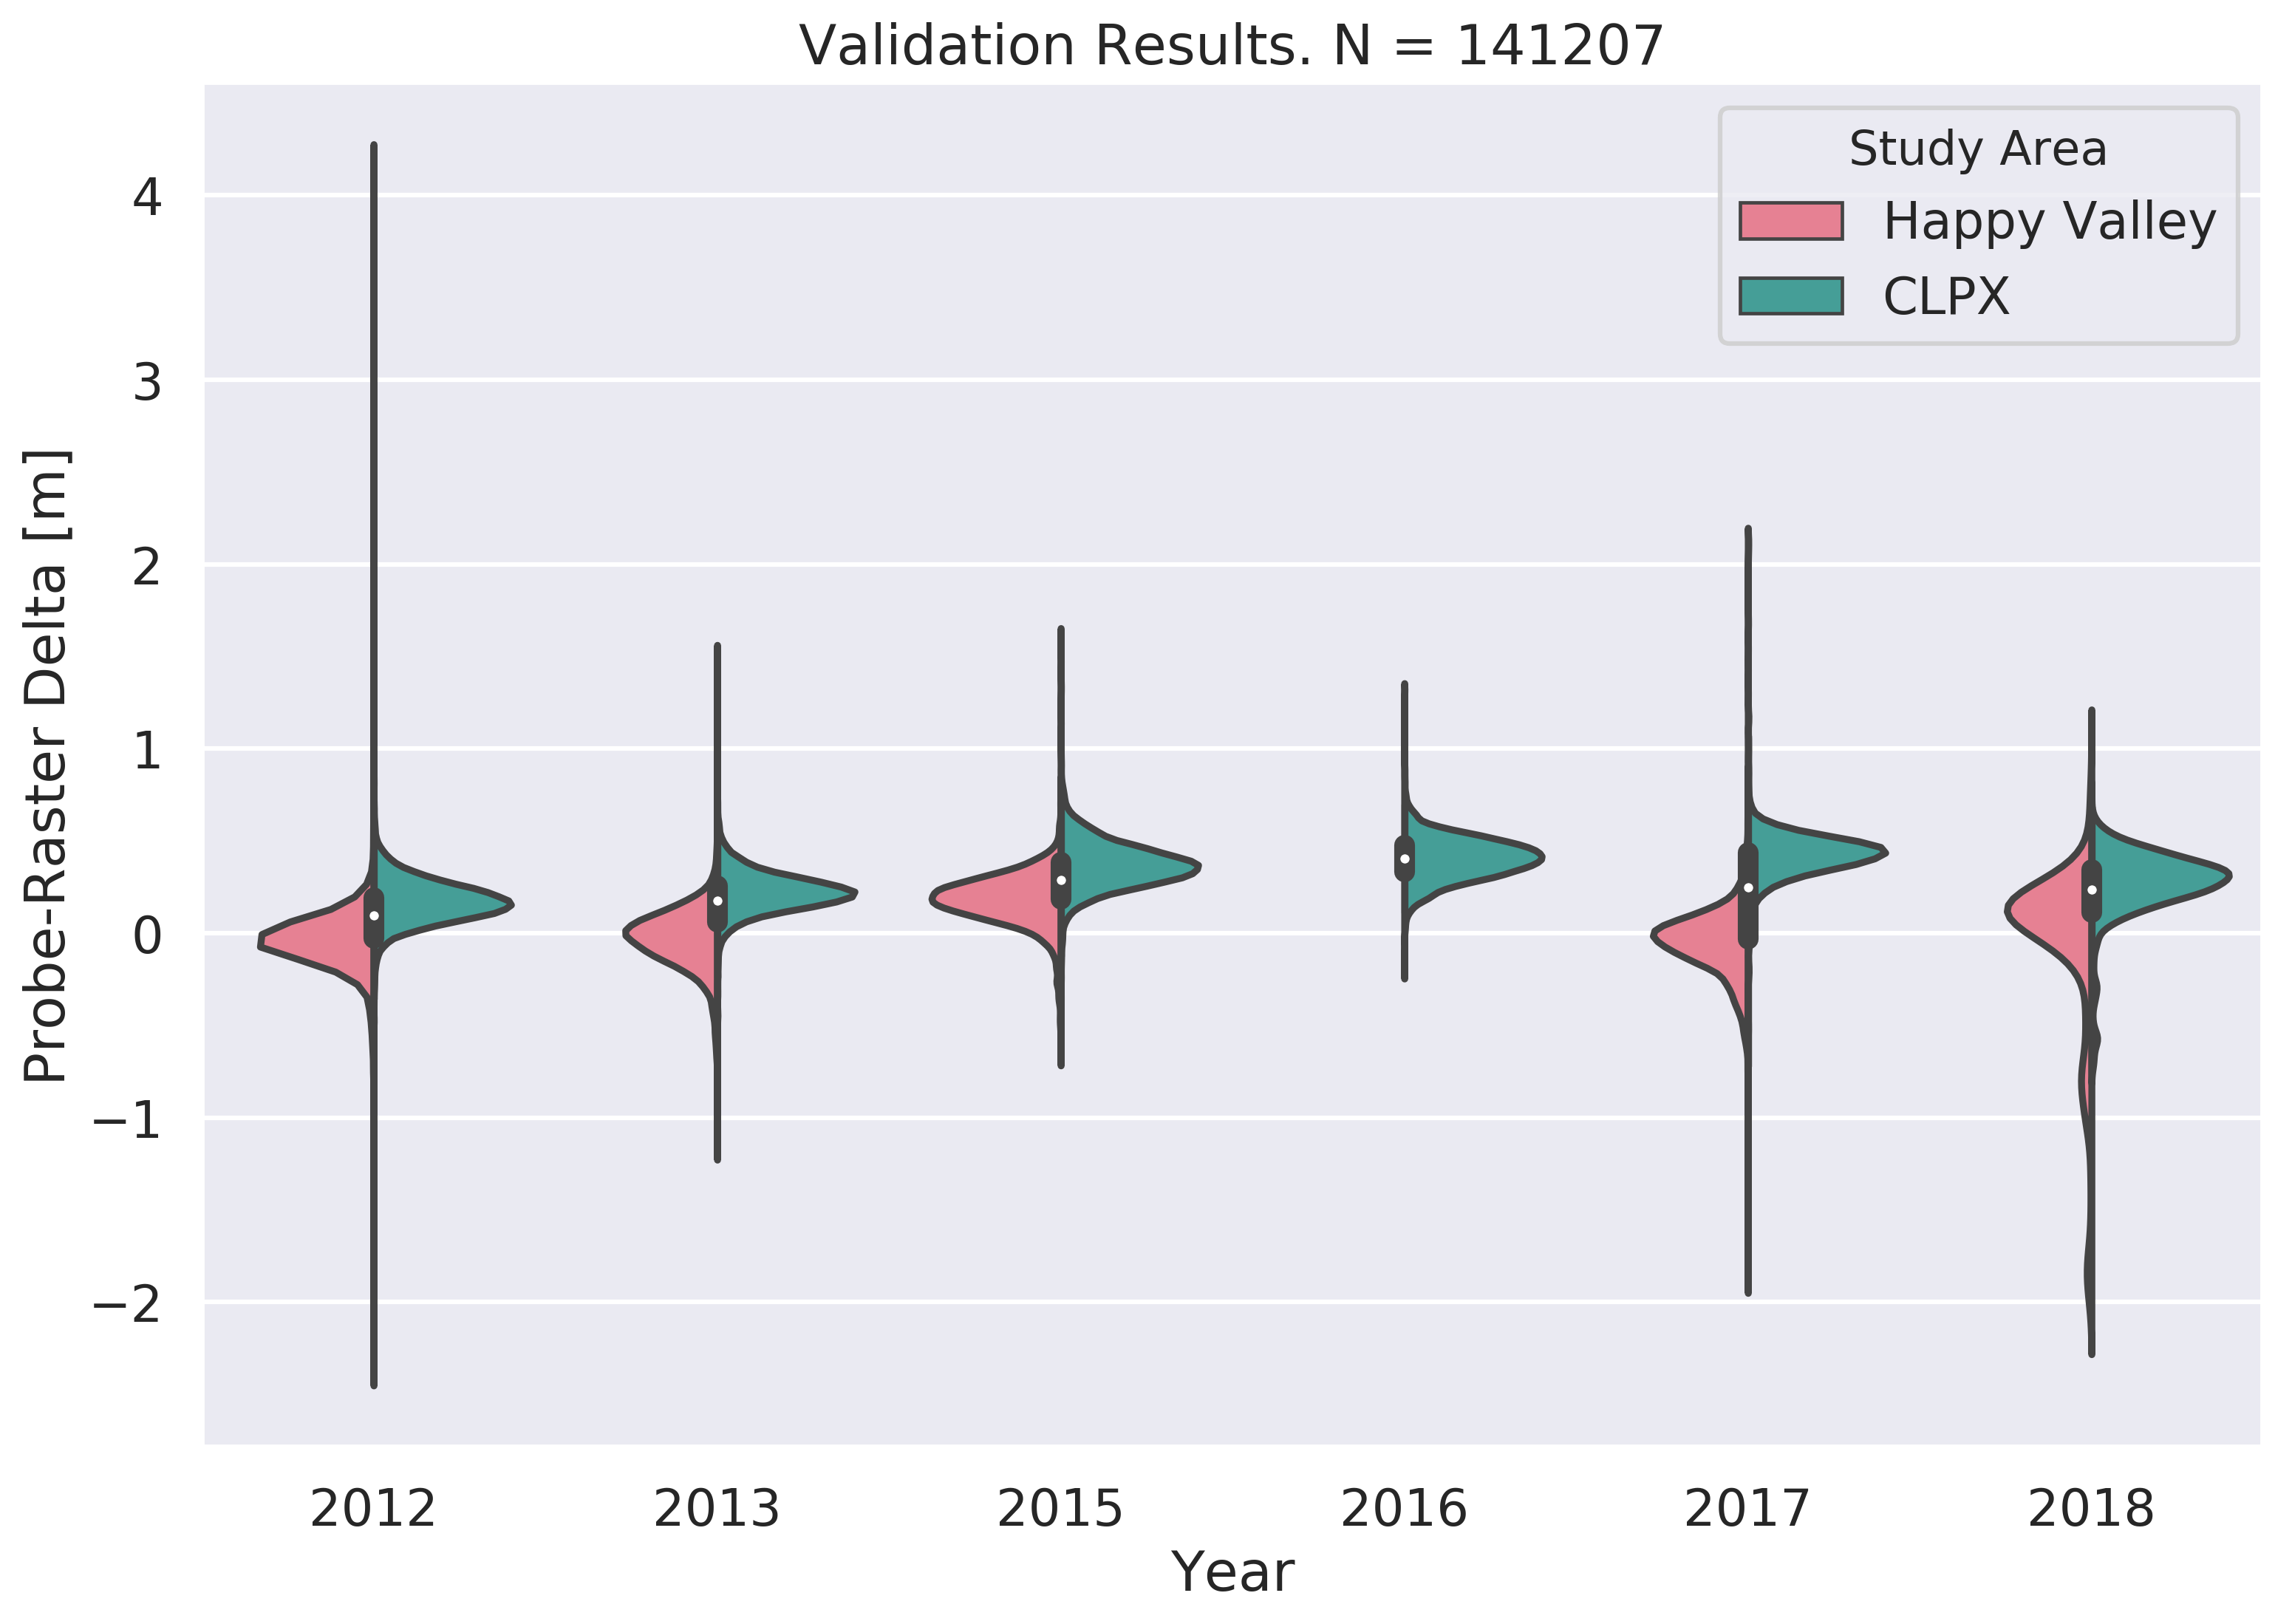 Validation Results. N = 141207
Study Area
Happy Valley
CLPX
Probe-Raster Delta [m]
4
3
2
1
0
−1
−2
2012 2013 2015 2016 2017 2018
Year